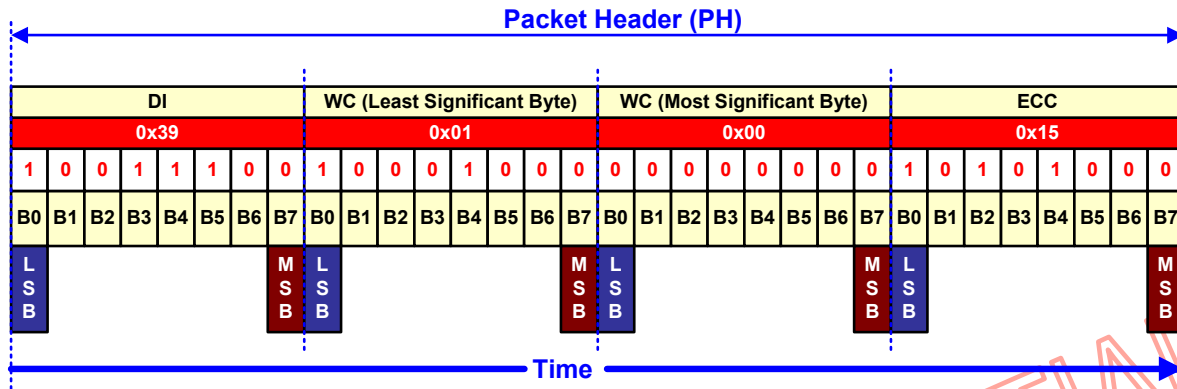 Packet Header (PH)
DI WC (Least Significant Byte) WC (Most Significant Byte) ECC
0x39 0x01 0x00 0x15
1 0 0 1 1 1 0 0 1 0 0 0 1 0 0 0 0 0 0 0 0 0 0 0 1 0 1 0 1 0 0 0
B0 B1 B2 B3 B4 B5 B6 B7 B0 B1 B2 B3 B4 B5 B6 B7 B0 B1 B2 B3 B4 B5 B6 B7 B0 B1 B2 B3 B4 B5 B6 B7
LSB MSB LSB MSB LSB MSB LSB MSB
Time